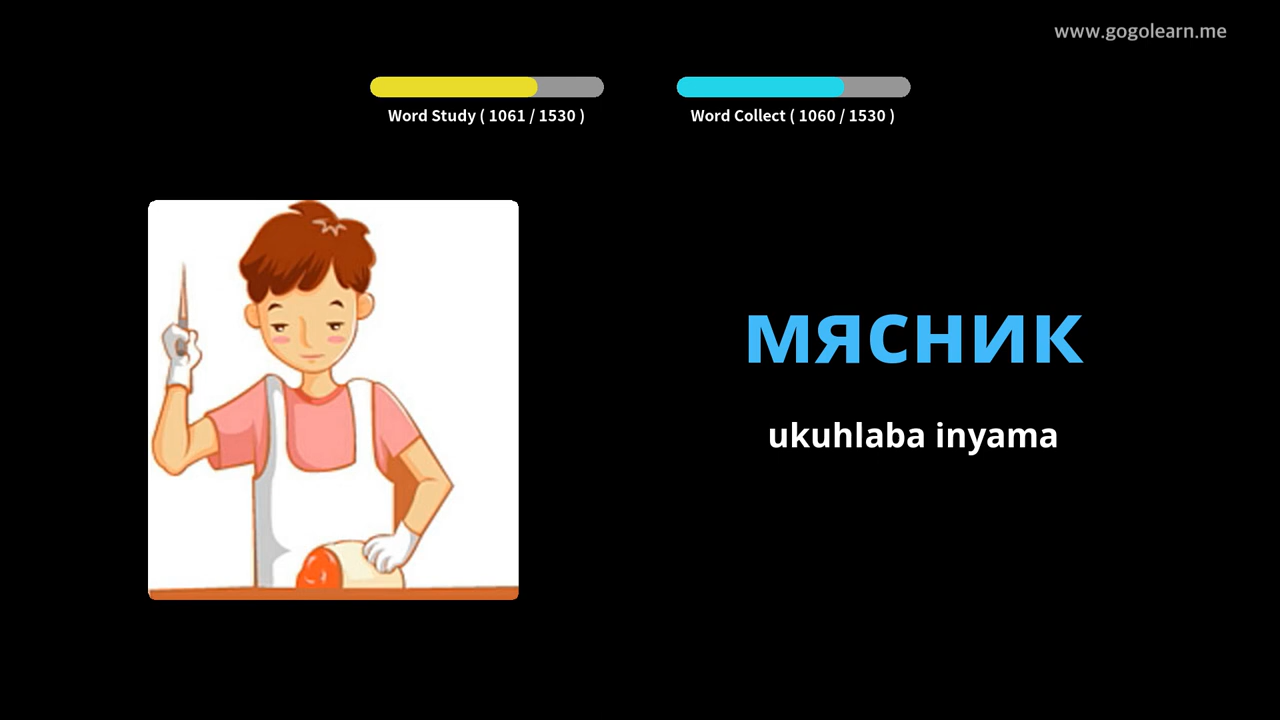 www.gogolearn.me
Word Study ( 1061 / 1530 )
Word Collect ( 1060 / 1530 )
мясник
ukuhlaba inyama